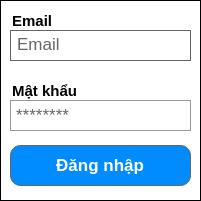 Email
Email
Mật khẩu
********
Đăng nhập